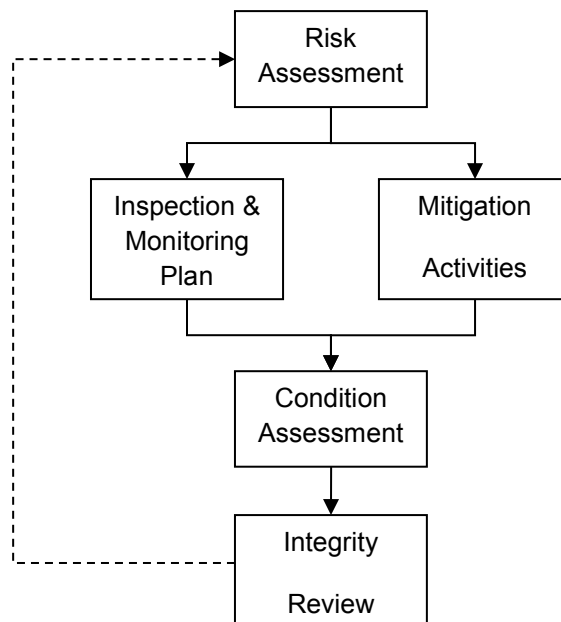 Risk
Assessment
Inspection &
Monitoring
Plan
Mitigation
Activities
Condition
Assessment
Integrity
Review